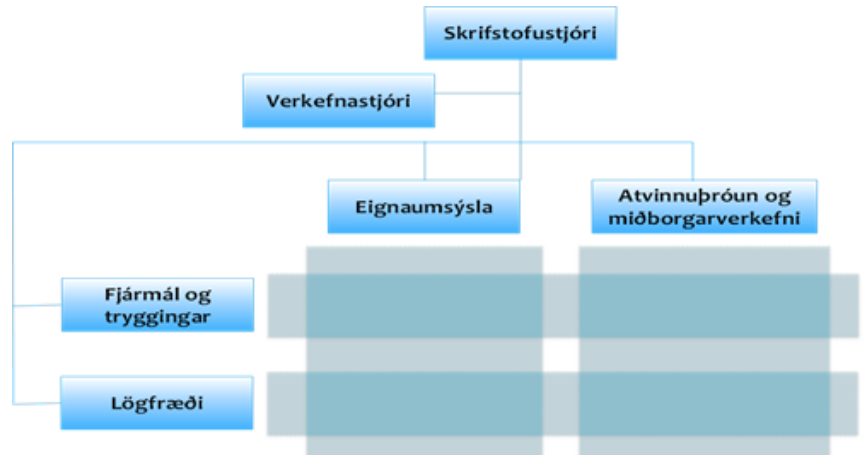 Skrifstofustjóri
Verkefnastjóri
Eignaumsýsla
Atvinnuþróun og
miðborgarverkefni
Fjármál og
tryggingar
Lögfræði